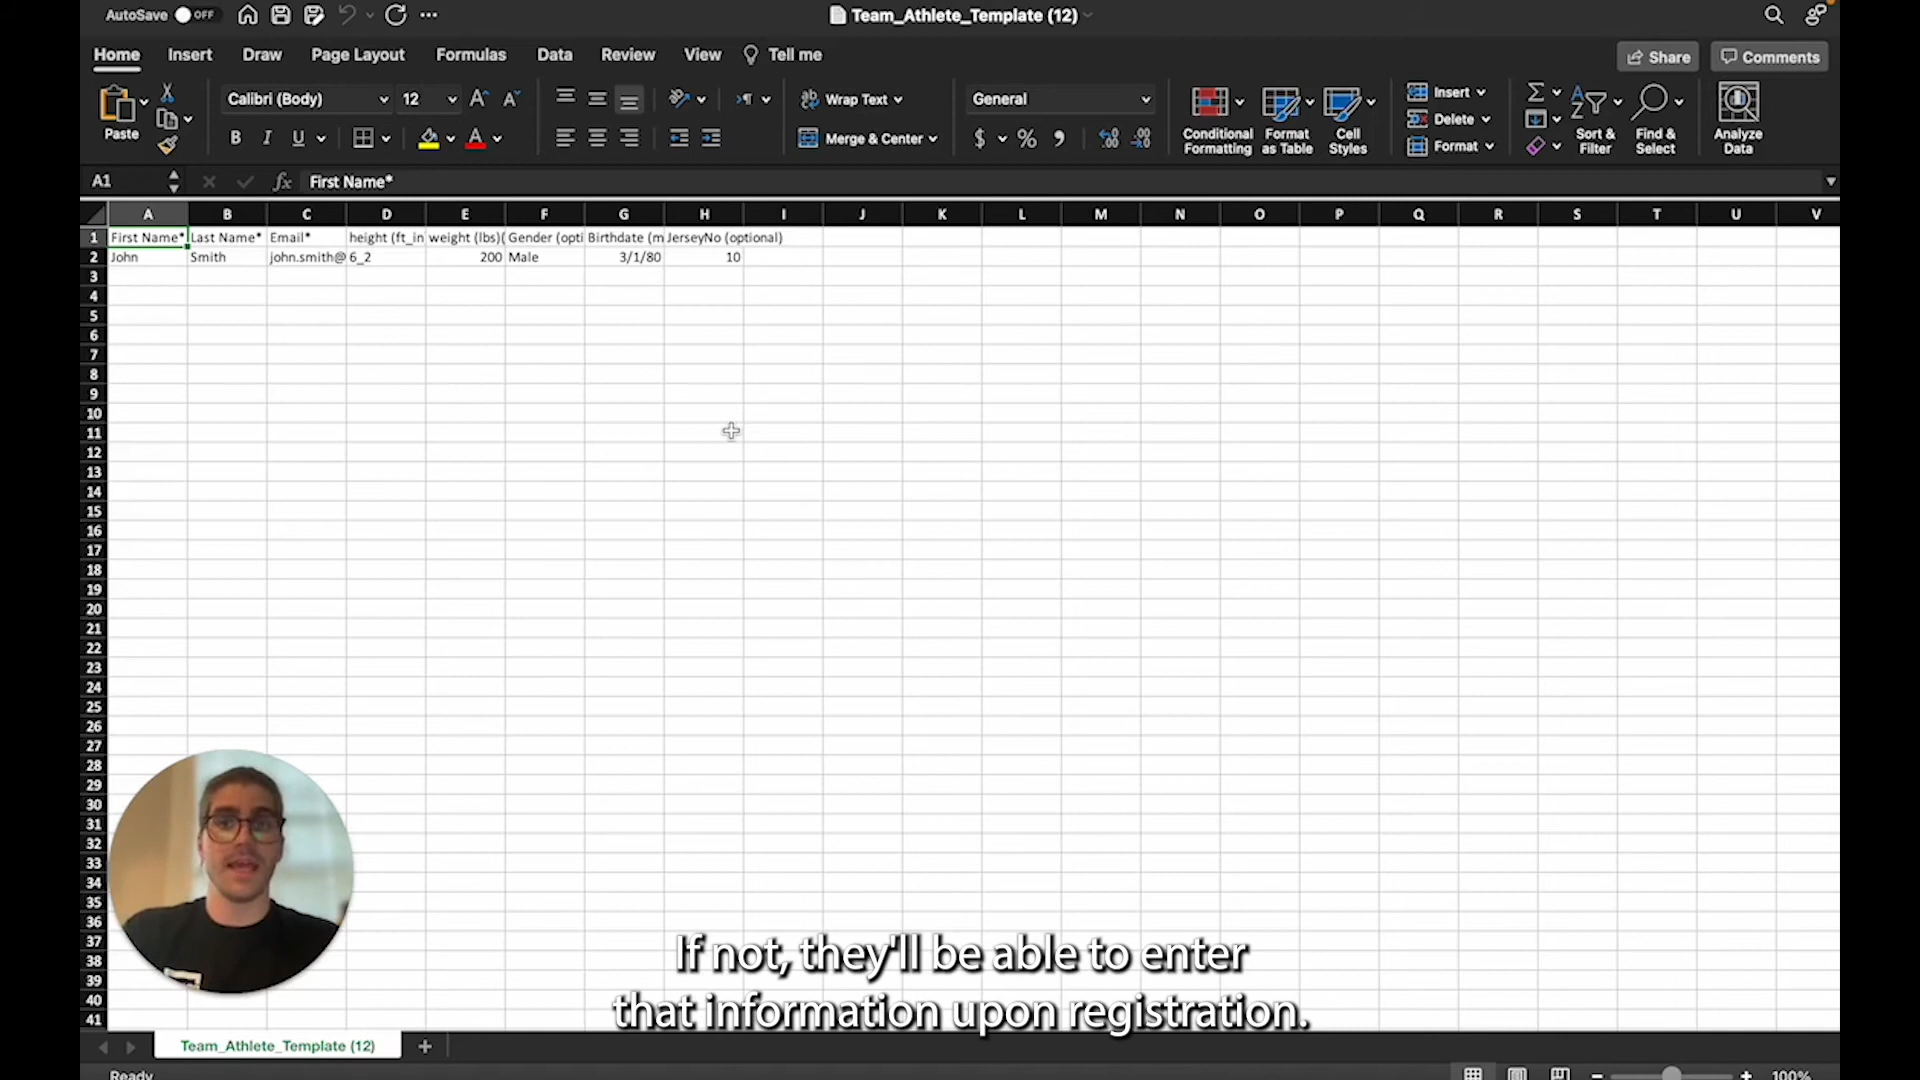 AutoSave OFF
Team_Athlete_Template (12)
Home Insert Draw Page Layout Formulas Data Review View Tell me
Share Comments
Paste
Calibri (Body) 12
B I U
Wrap Text
Merge & Center
General
$ %
Conditional Formatting
Format as Table
Cell Styles
Insert
Delete
Format
Sort & Filter
Find & Select
Analyze Data
A1 fx First Name*
A B C D E F G H I J K L M N O P Q R S T U V
1 First Name* Last Name* Email* height (ft_in weight (lbs)( Gender (opti Birthdate (m JerseyNo (optional)
2 John Smith john.smith@ 6_2 200 Male 3/1/80 10
3
4
5
6
7
8
9
10
11
12
13
14
15
16
17
18
19
20
21
22
23
24
25
26
27
28
29
30
31
32
33
34
35
36
37
38
39
40
41
If not, they'll be able to enter
that information upon registration.
Team_Athlete_Template (12)
Ready
100%